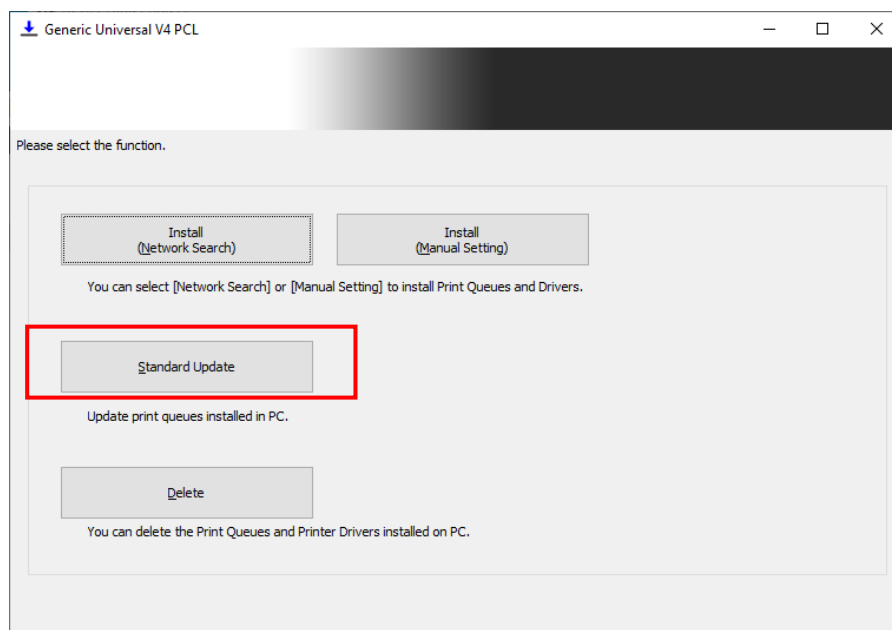 Generic Universal V4 PCL
Please select the function.
Install
(Network Search)
Install
(Manual Setting)
You can select [Network Search] or [Manual Setting] to install Print Queues and Drivers.
Standard Update
Update print queues installed in PC.
Delete
You can delete the Print Queues and Printer Drivers installed on PC.